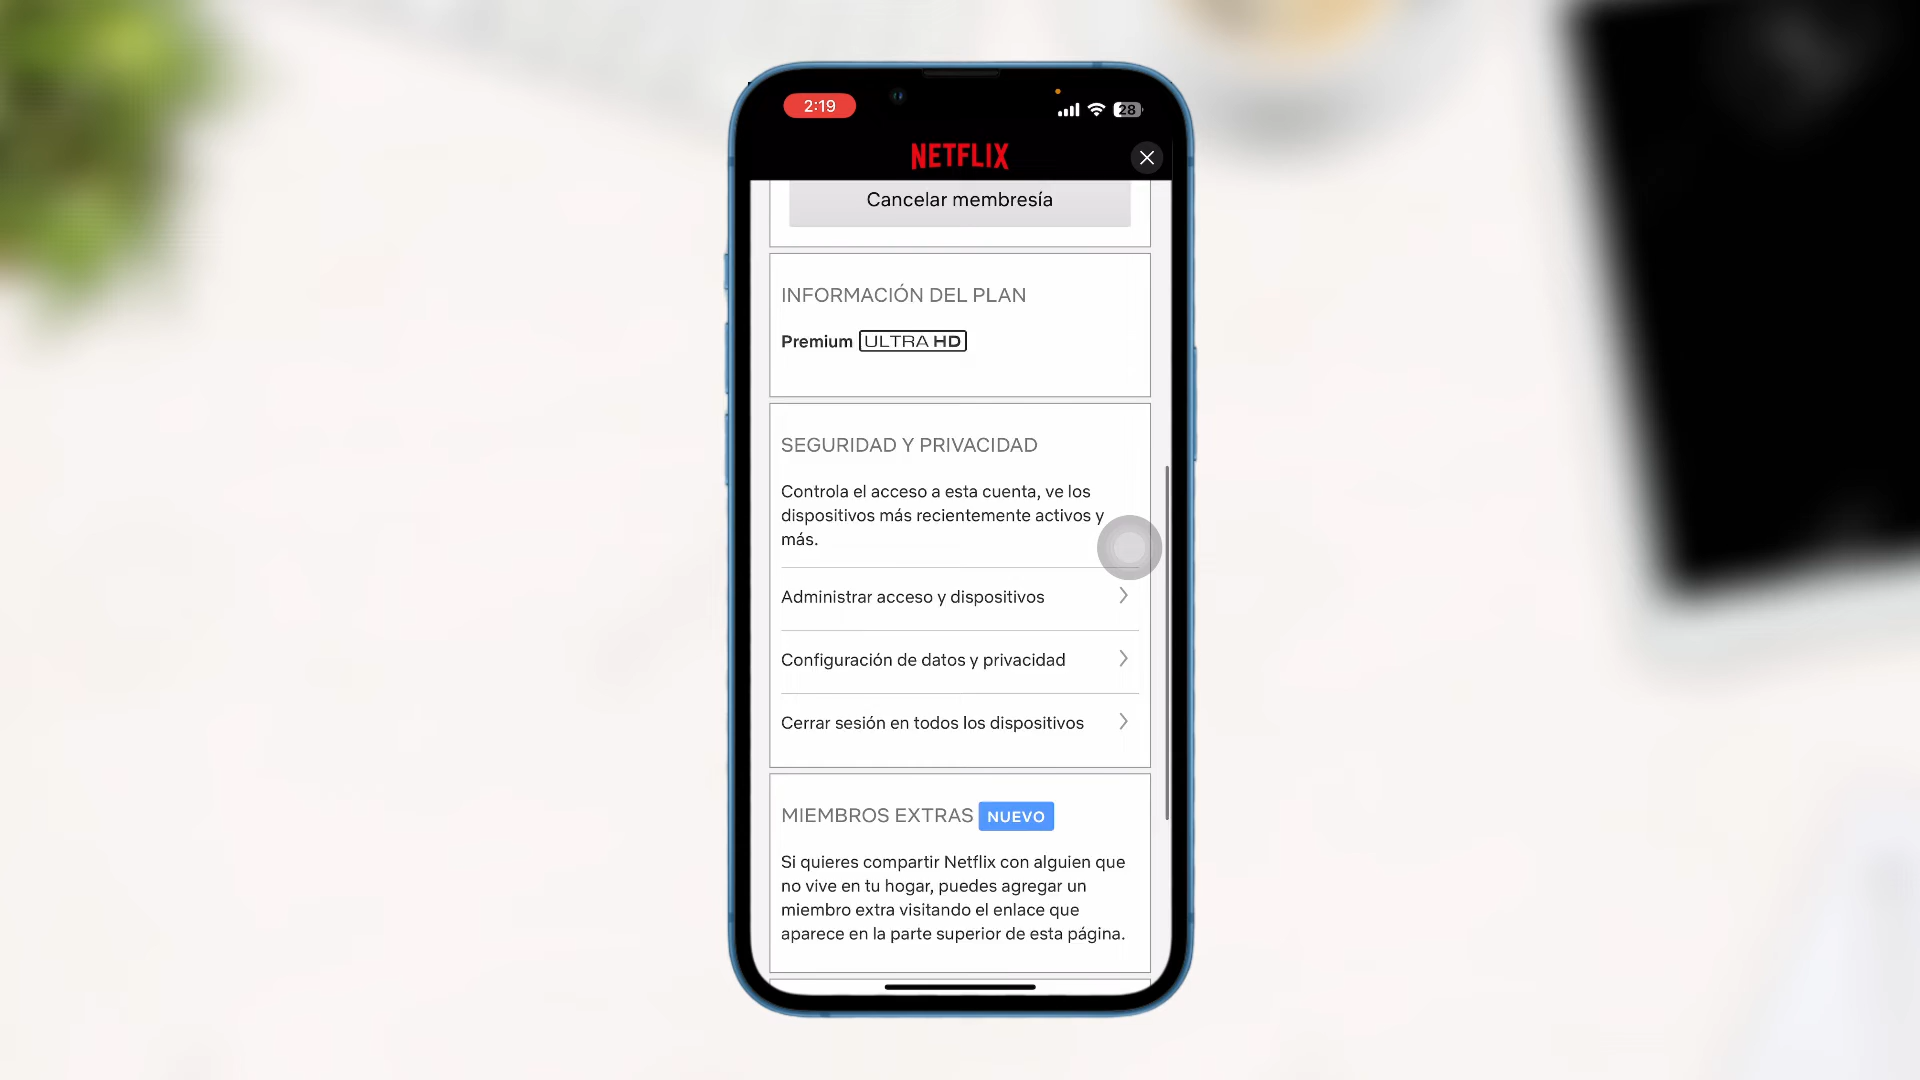 2:19
28
NETFLIX
Cancelar membresía
INFORMACIÓN DEL PLAN
Premium ULTRA HD
SEGURIDAD Y PRIVACIDAD
Controla el acceso a esta cuenta, ve los
dispositivos más recientemente activos y
más.
Administrar acceso y dispositivos
Configuración de datos y privacidad
Cerrar sesión en todos los dispositivos
MIEMBROS EXTRAS NUEVO
Si quieres compartir Netflix con alguien que
no vive en tu hogar, puedes agregar un
miembro extra visitando el enlace que
aparece en la parte superior de esta página.